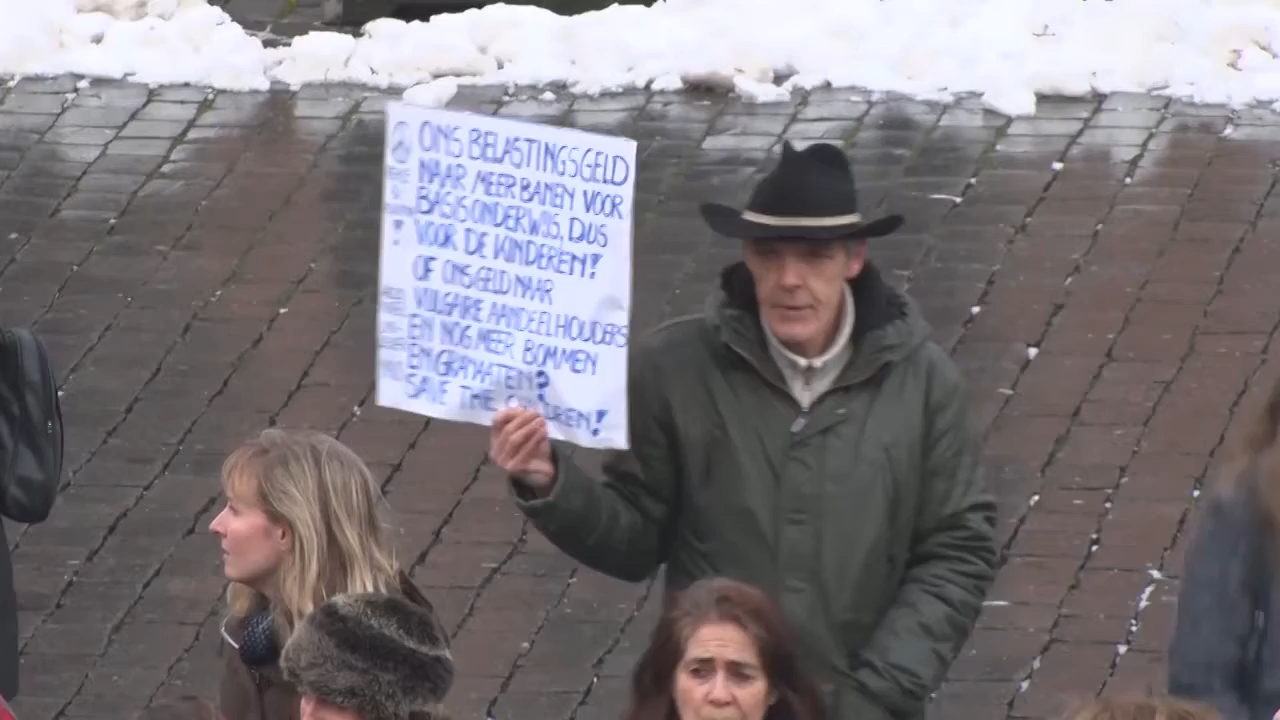 ONS BELASTINGSGELD
NAAR MEER BANEN VOOR
BASISONDERWIJS, DUS
VOOR DE KINDEREN!
OF ONS GELD NAAR
VULGAIRE AANDEELHOUDERS
EN NOG MEER BOMMEN
EN GRANATEN?
SAVE THE CHILDREN!